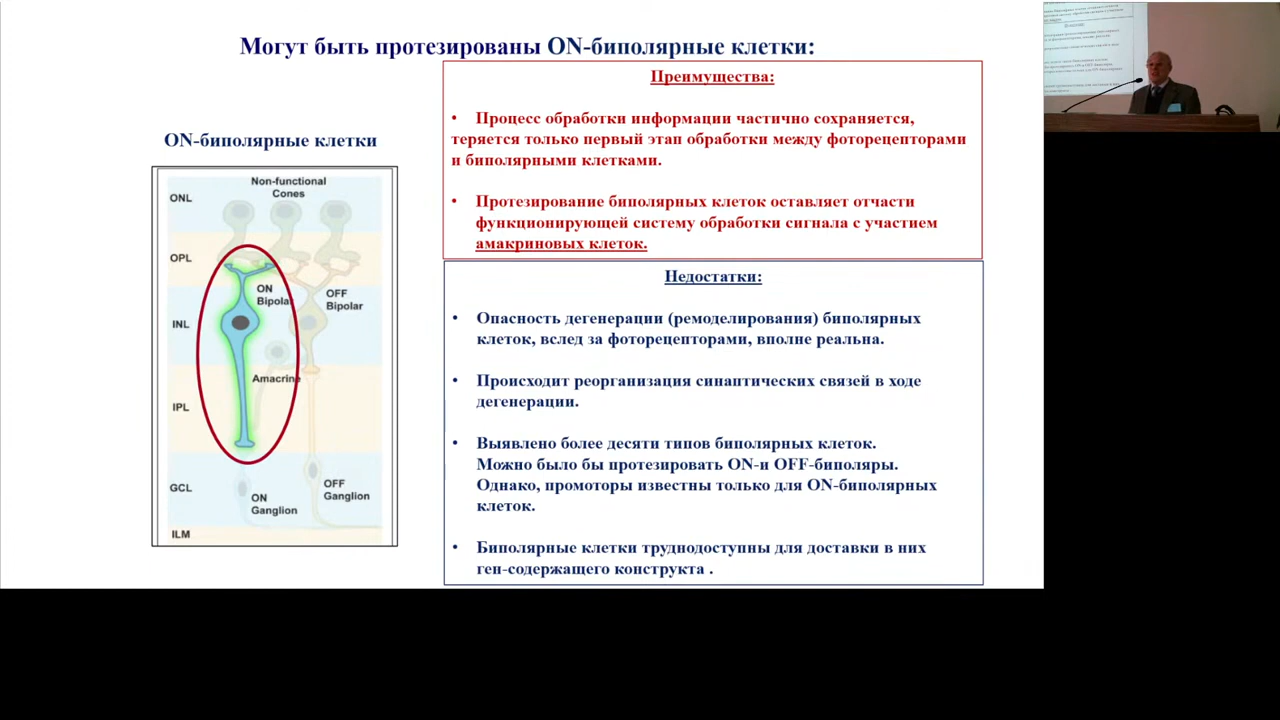 Могут быть протезированы ON-биполярные клетки:
ON-биполярные клетки
Non-functional
Cones
ONL
OPL
ON
Bipolar
OFF
Bipolar
INL
Amacrine
IPL
GCL
ON
Ganglion
OFF
Ganglion
ILM
Преимущества:
• Процесс обработки информации частично сохраняется,
теряется только первый этап обработки между фоторецепторами
и биполярными клетками.
• Протезирование биполярных клеток оставляет отчасти
функционирующей систему обработки сигнала с участием
амакриновых клеток.
Недостатки:
• Опасность дегенерации (ремоделирования) биполярных
клеток, вслед за фоторецепторами, вполне реальна.
• Происходит реорганизация синаптических связей в ходе
дегенерации.
• Выявлено более десяти типов биполярных клеток.
Можно было бы протезировать ON-и OFF-биполяры.
Однако, промоторы известны только для ON-биполярных
клеток.
• Биполярные клетки труднодоступны для доставки в них
ген-содержащего конструкта .